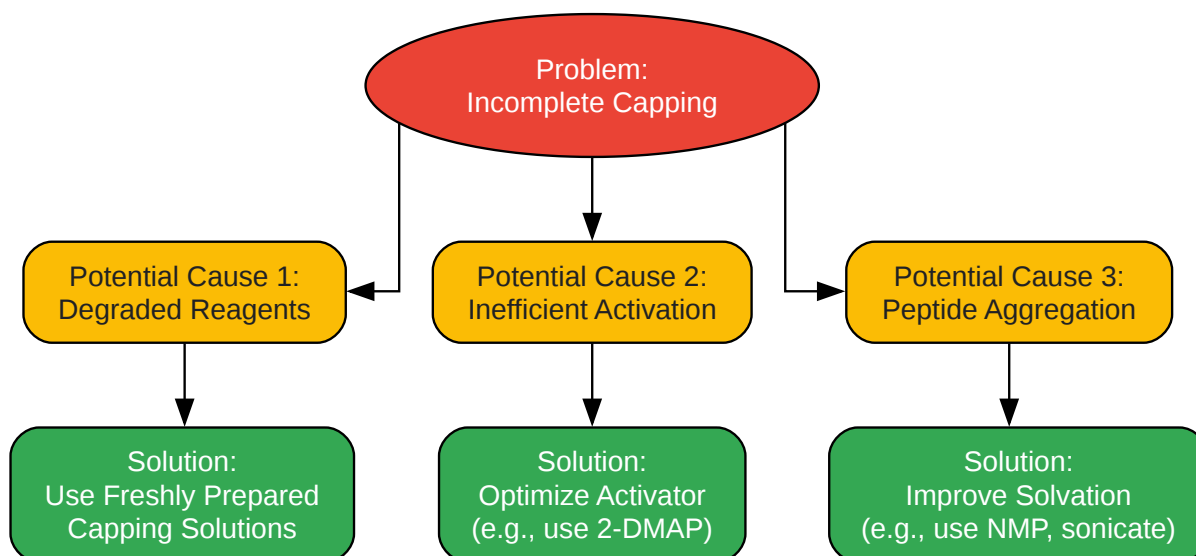 Problem:
Incomplete Capping
Potential Cause 1:
Degraded Reagents
Potential Cause 2:
Inefficient Activation
Potential Cause 3:
Peptide Aggregation
Solution:
Use Freshly Prepared
Capping Solutions
Solution:
Optimize Activator
(e.g., use 2-DMAP)
Solution:
Improve Solvation
(e.g., use NMP, sonicate)